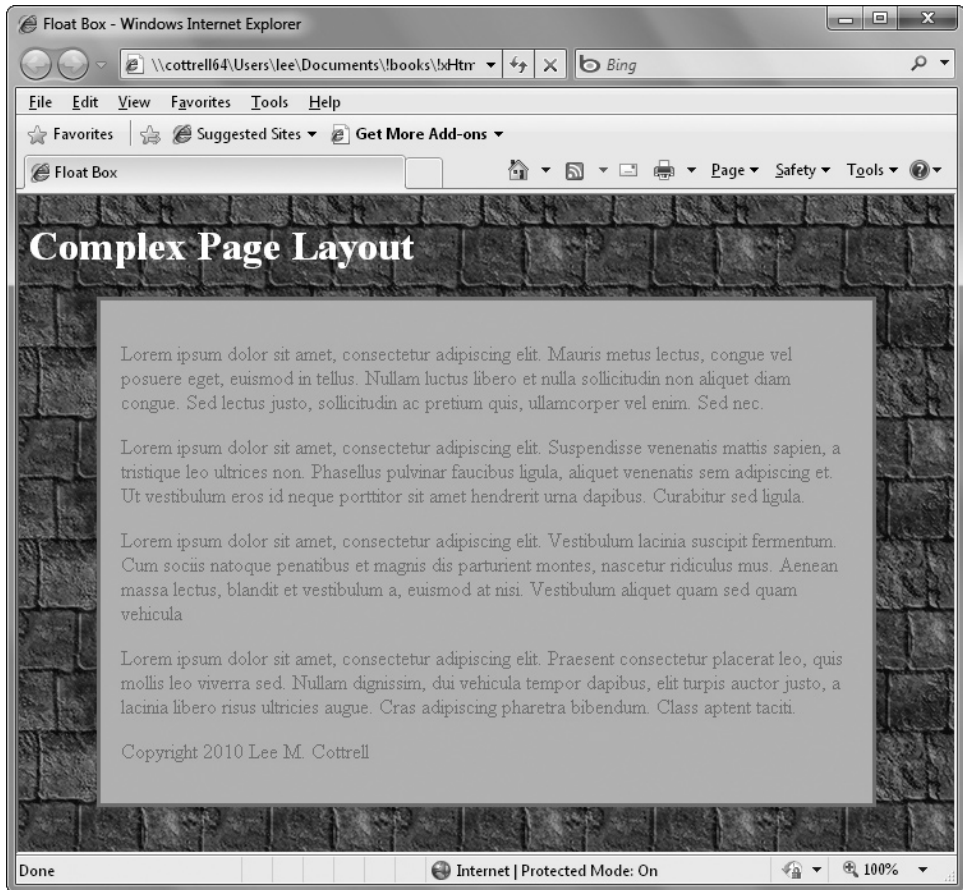 Float Box - Windows Internet Explorer
\\cottrell64\Users\lee\Documents\!books\!xHtm
Bing
File Edit View Favorites Tools Help
Favorites Suggested Sites Get More Add-ons
Float Box Page Safety Tools
Complex Page Layout
Lorem ipsum dolor sit amet, consectetur adipiscing elit. Mauris metus lectus, congue vel
posuere eget, euismod in tellus. Nullam luctus libero et nulla sollicitudin non aliquet diam
congue. Sed lectus justo, sollicitudin ac pretium quis, ullamcorper vel enim. Sed nec.
Lorem ipsum dolor sit amet, consectetur adipiscing elit. Suspendisse venenatis mattis sapien, a
tristique leo ultrices non. Phasellus pulvinar faucibus ligula, aliquet venenatis sem adipiscing et.
Ut vestibulum eros id neque porttitor sit amet hendrerit urna dapibus. Curabitur sed ligula.
Lorem ipsum dolor sit amet, consectetur adipiscing elit. Vestibulum lacinia suscipit fermentum.
Cum sociis natoque penatibus et magnis dis parturient montes, nascetur ridiculus mus. Aenean
massa lectus, blandit et vestibulum a, euismod at nisi. Vestibulum aliquet quam sed quam
vehicula
Lorem ipsum dolor sit amet, consectetur adipiscing elit. Praesent consectetur placerat leo, quis
mollis leo viverra sed. Nullam dignissim, dui vehicula tempor dapibus, elit turpis auctor justo, a
lacinia libero risus ultricies augue. Cras adipiscing pharetra bibendum. Class aptent taciti.
Copyright 2010 Lee M. Cottrell
Done Internet | Protected Mode: On 100%